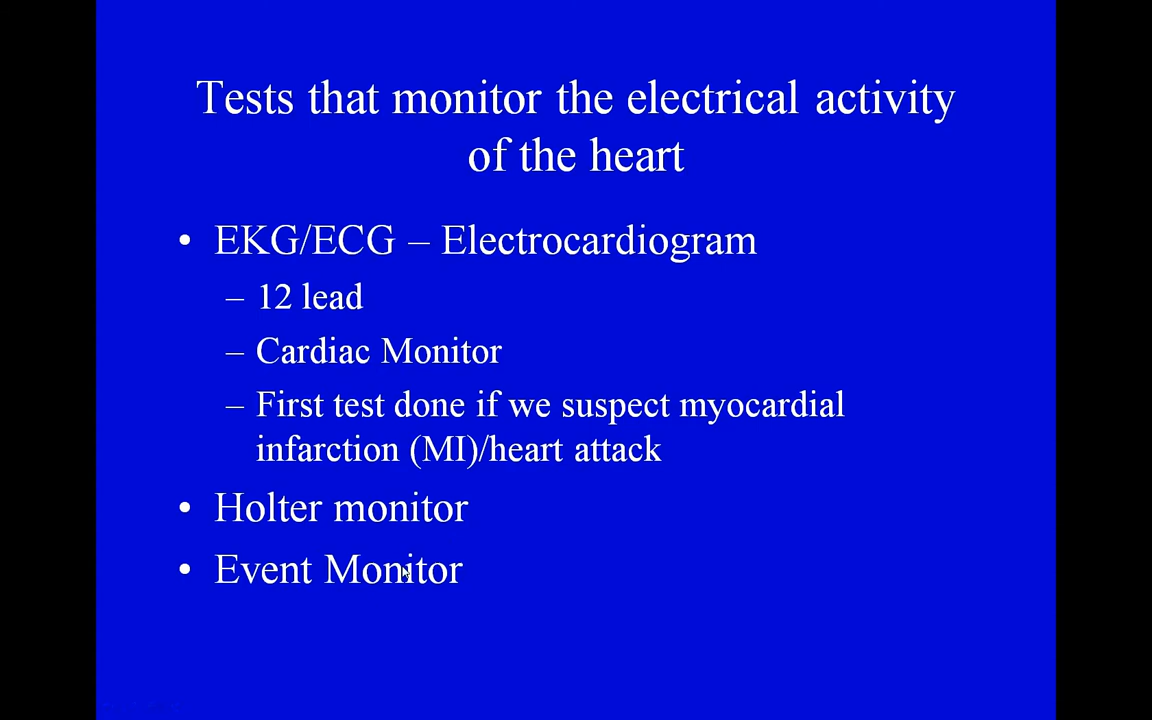 Tests that monitor the electrical activity
of the heart
• EKG/ECG – Electrocardiogram
– 12 lead
– Cardiac Monitor
– First test done if we suspect myocardial
infarction (MI)/heart attack
• Holter monitor
• Event Monitor